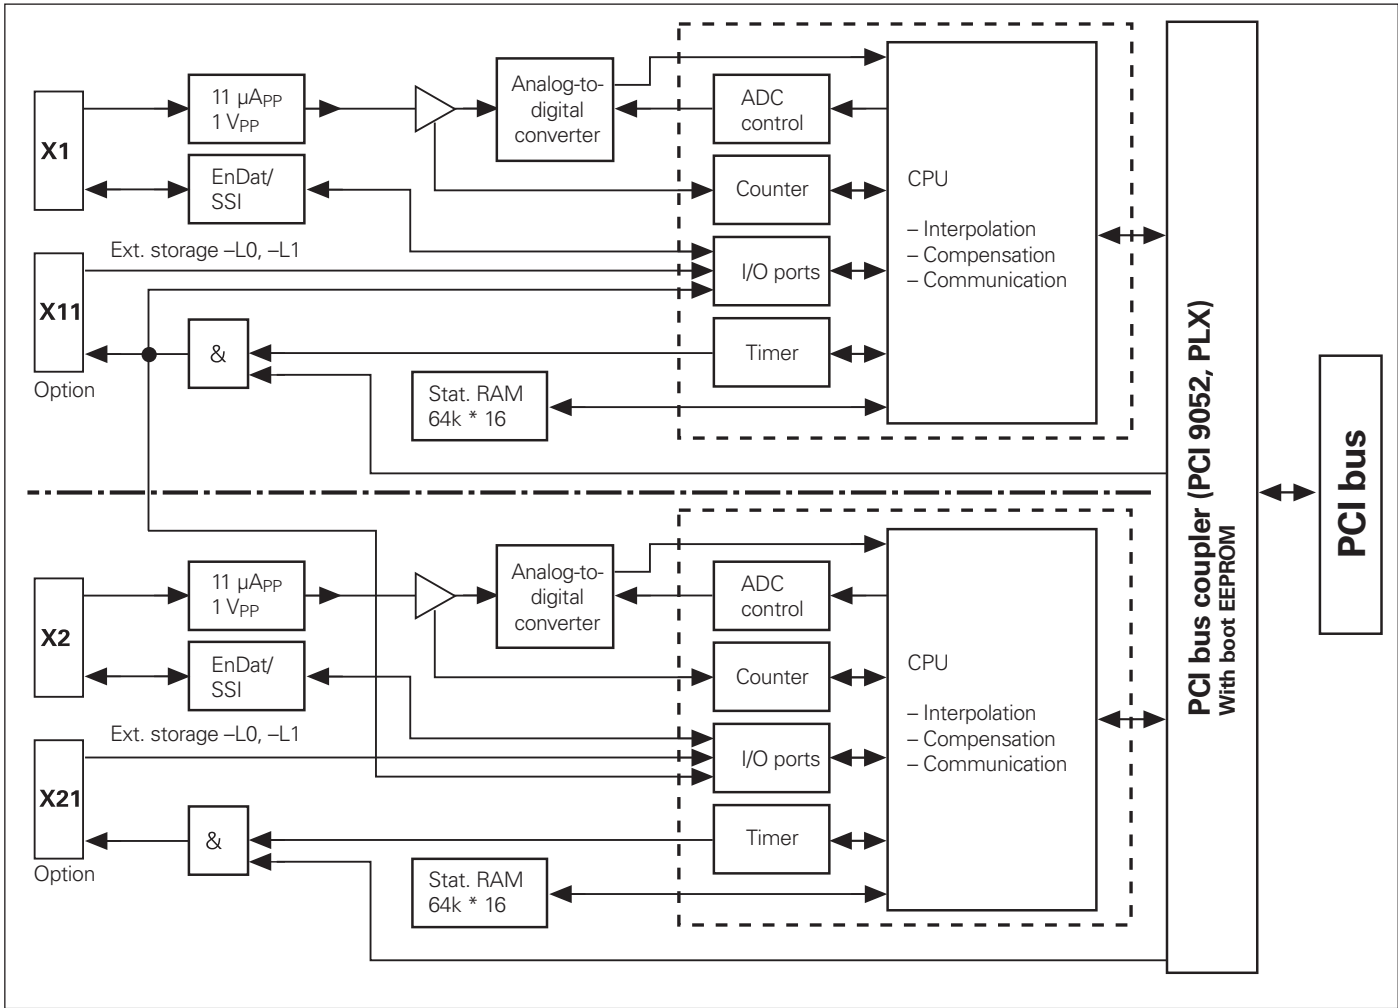 X1
11 µAPP
1 VPP
EnDat/
SSI
Analog-to-
digital
converter
ADC
control
Counter
CPU
– Interpolation
– Compensation
– Communication
Ext. storage –L0, –L1
X11
Option
&
I/O ports
Timer
Stat. RAM
64k * 16
X2
11 µAPP
1 VPP
EnDat/
SSI
Analog-to-
digital
converter
ADC
control
Counter
CPU
– Interpolation
– Compensation
– Communication
Ext. storage –L0, –L1
X21
Option
&
I/O ports
Timer
Stat. RAM
64k * 16
PCI bus coupler (PCI 9052, PLX)
With boot EEPROM
PCI bus